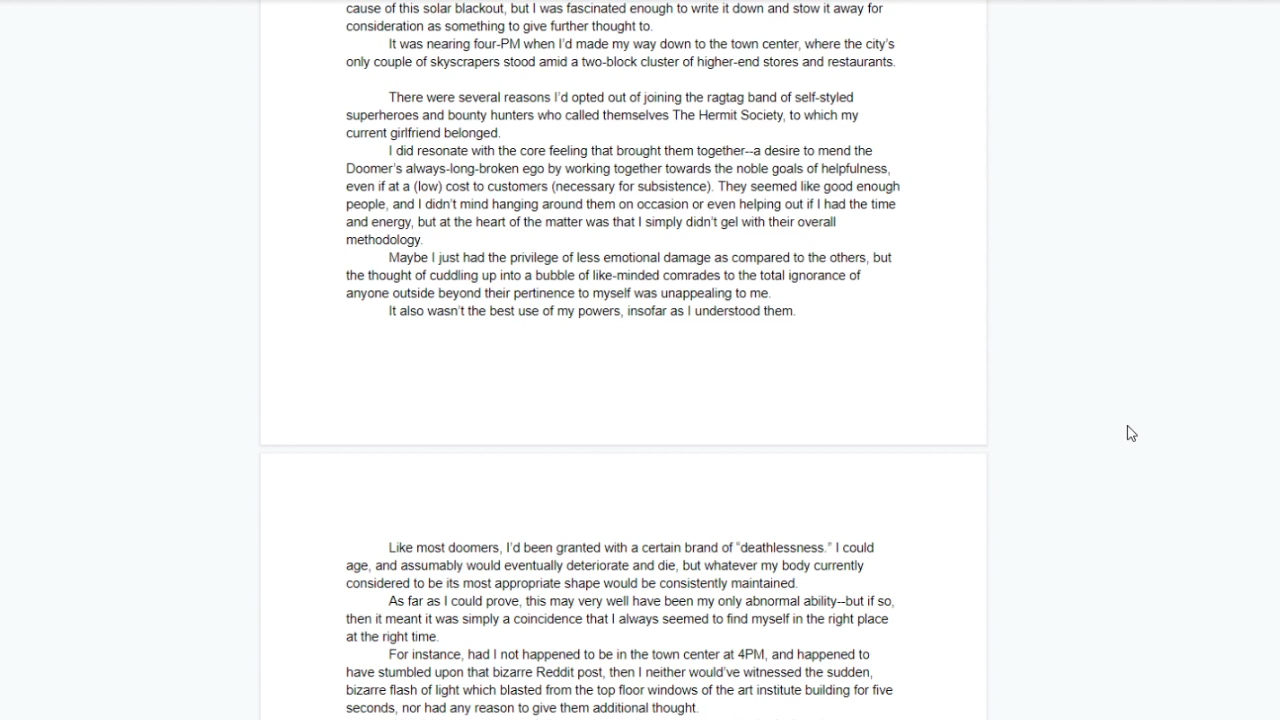 cause of this solar blackout, but I was fascinated enough to write it down and stow it away for
consideration as something to give further thought to.
It was nearing four-PM when I'd made my way down to the town center, where the city's
only couple of skyscrapers stood amid a two-block cluster of higher-end stores and restaurants.
There were several reasons I'd opted out of joining the ragtag band of self-styled
superheroes and bounty hunters who called themselves The Hermit Society, to which my
current girlfriend belonged.
I did resonate with the core feeling that brought them together--a desire to mend the
Doomer's always-long-broken ego by working together towards the noble goals of helpfulness,
even if at a (low) cost to customers (necessary for subsistence). They seemed like good enough
people, and I didn't mind hanging around them on occasion or even helping out if I had the time
and energy, but at the heart of the matter was that I simply didn't gel with their overall
methodology.
Maybe I just had the privilege of less emotional damage as compared to the others, but
the thought of cuddling up into a bubble of like-minded comrades to the total ignorance of
anyone outside beyond their pertinence to myself was unappealing to me.
It also wasn't the best use of my powers, insofar as I understood them.
Like most doomers, I'd been granted with a certain brand of "deathlessness." I could
age, and assumably would eventually deteriorate and die, but whatever my body currently
considered to be its most appropriate shape would be consistently maintained.
As far as I could prove, this may very well have been my only abnormal ability--but if so,
then it meant it was simply a coincidence that I always seemed to find myself in the right place
at the right time.
For instance, had I not happened to be in the town center at 4PM, and happened to
have stumbled upon that bizarre Reddit post, then I neither would've witnessed the sudden,
bizarre flash of light which blasted from the top floor windows of the art institute building for five
seconds, nor had any reason to give them additional thought.